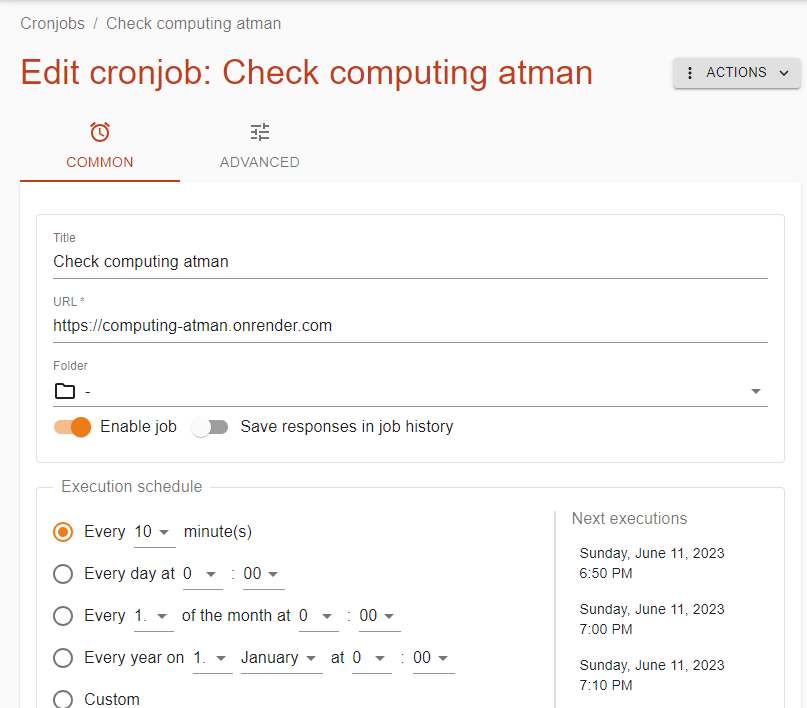 Cronjobs / Check computing atman
Edit cronjob: Check computing atman
ACTIONS
COMMON
ADVANCED
Title
Check computing atman
URL *
https://computing-atman.onrender.com
Folder
-
Enable job
Save responses in job history
Execution schedule
Every 10 minute(s)
Every day at 0 : 00
Every 1. of the month at 0 : 00
Every year on 1. January at 0 : 00
Custom
Next executions
Sunday, June 11, 2023
6:50 PM
Sunday, June 11, 2023
7:00 PM
Sunday, June 11, 2023
7:10 PM